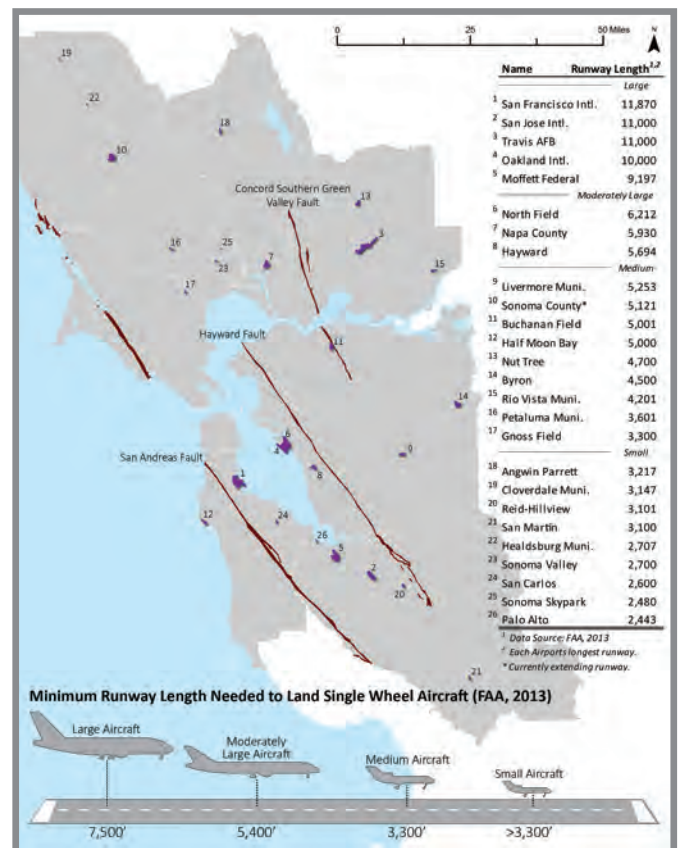 0 25 50 Miles N
Name Runway Length1,2
Large
1 San Francisco Intl. 11,870
2 San Jose Intl. 11,000
3 Travis AFB 11,000
4 Oakland Intl. 10,000
5 Moffett Federal 9,197
Moderately Large
6 North Field 6,212
7 Napa County 5,930
8 Hayward 5,694
Medium
9 Livermore Muni. 5,253
10 Sonoma County* 5,121
11 Buchanan Field 5,001
12 Half Moon Bay 5,000
13 Nut Tree 4,700
14 Byron 4,500
15 Rio Vista Muni. 4,201
16 Petaluma Muni. 3,601
17 Gnoss Field 3,300
Small
18 Angwin Parrett 3,217
19 Cloverdale Muni. 3,147
20 Reid-Hillview 3,101
21 San Martin 3,100
22 Healdsburg Muni. 2,707
23 Sonoma Valley 2,700
24 San Carlos 2,600
25 Sonoma Skypark 2,480
26 Palo Alto 2,443
1 Data Source: FAA, 2013
2 Each Airports longest runway.
* Currently extending runway.
19
22
18
10
Concord Southern Green
Valley Fault
13
3
16
25
23
7
15
17
Hayward Fault
11
14
6
4
9
San Andreas Fault
8
1
12
24
26
5
2
20
21
Minimum Runway Length Needed to Land Single Wheel Aircraft (FAA, 2013)
Large Aircraft
Moderately
Large Aircraft
Medium Aircraft
Small Aircraft
7,500’ 5,400’ 3,300’ >3,300’